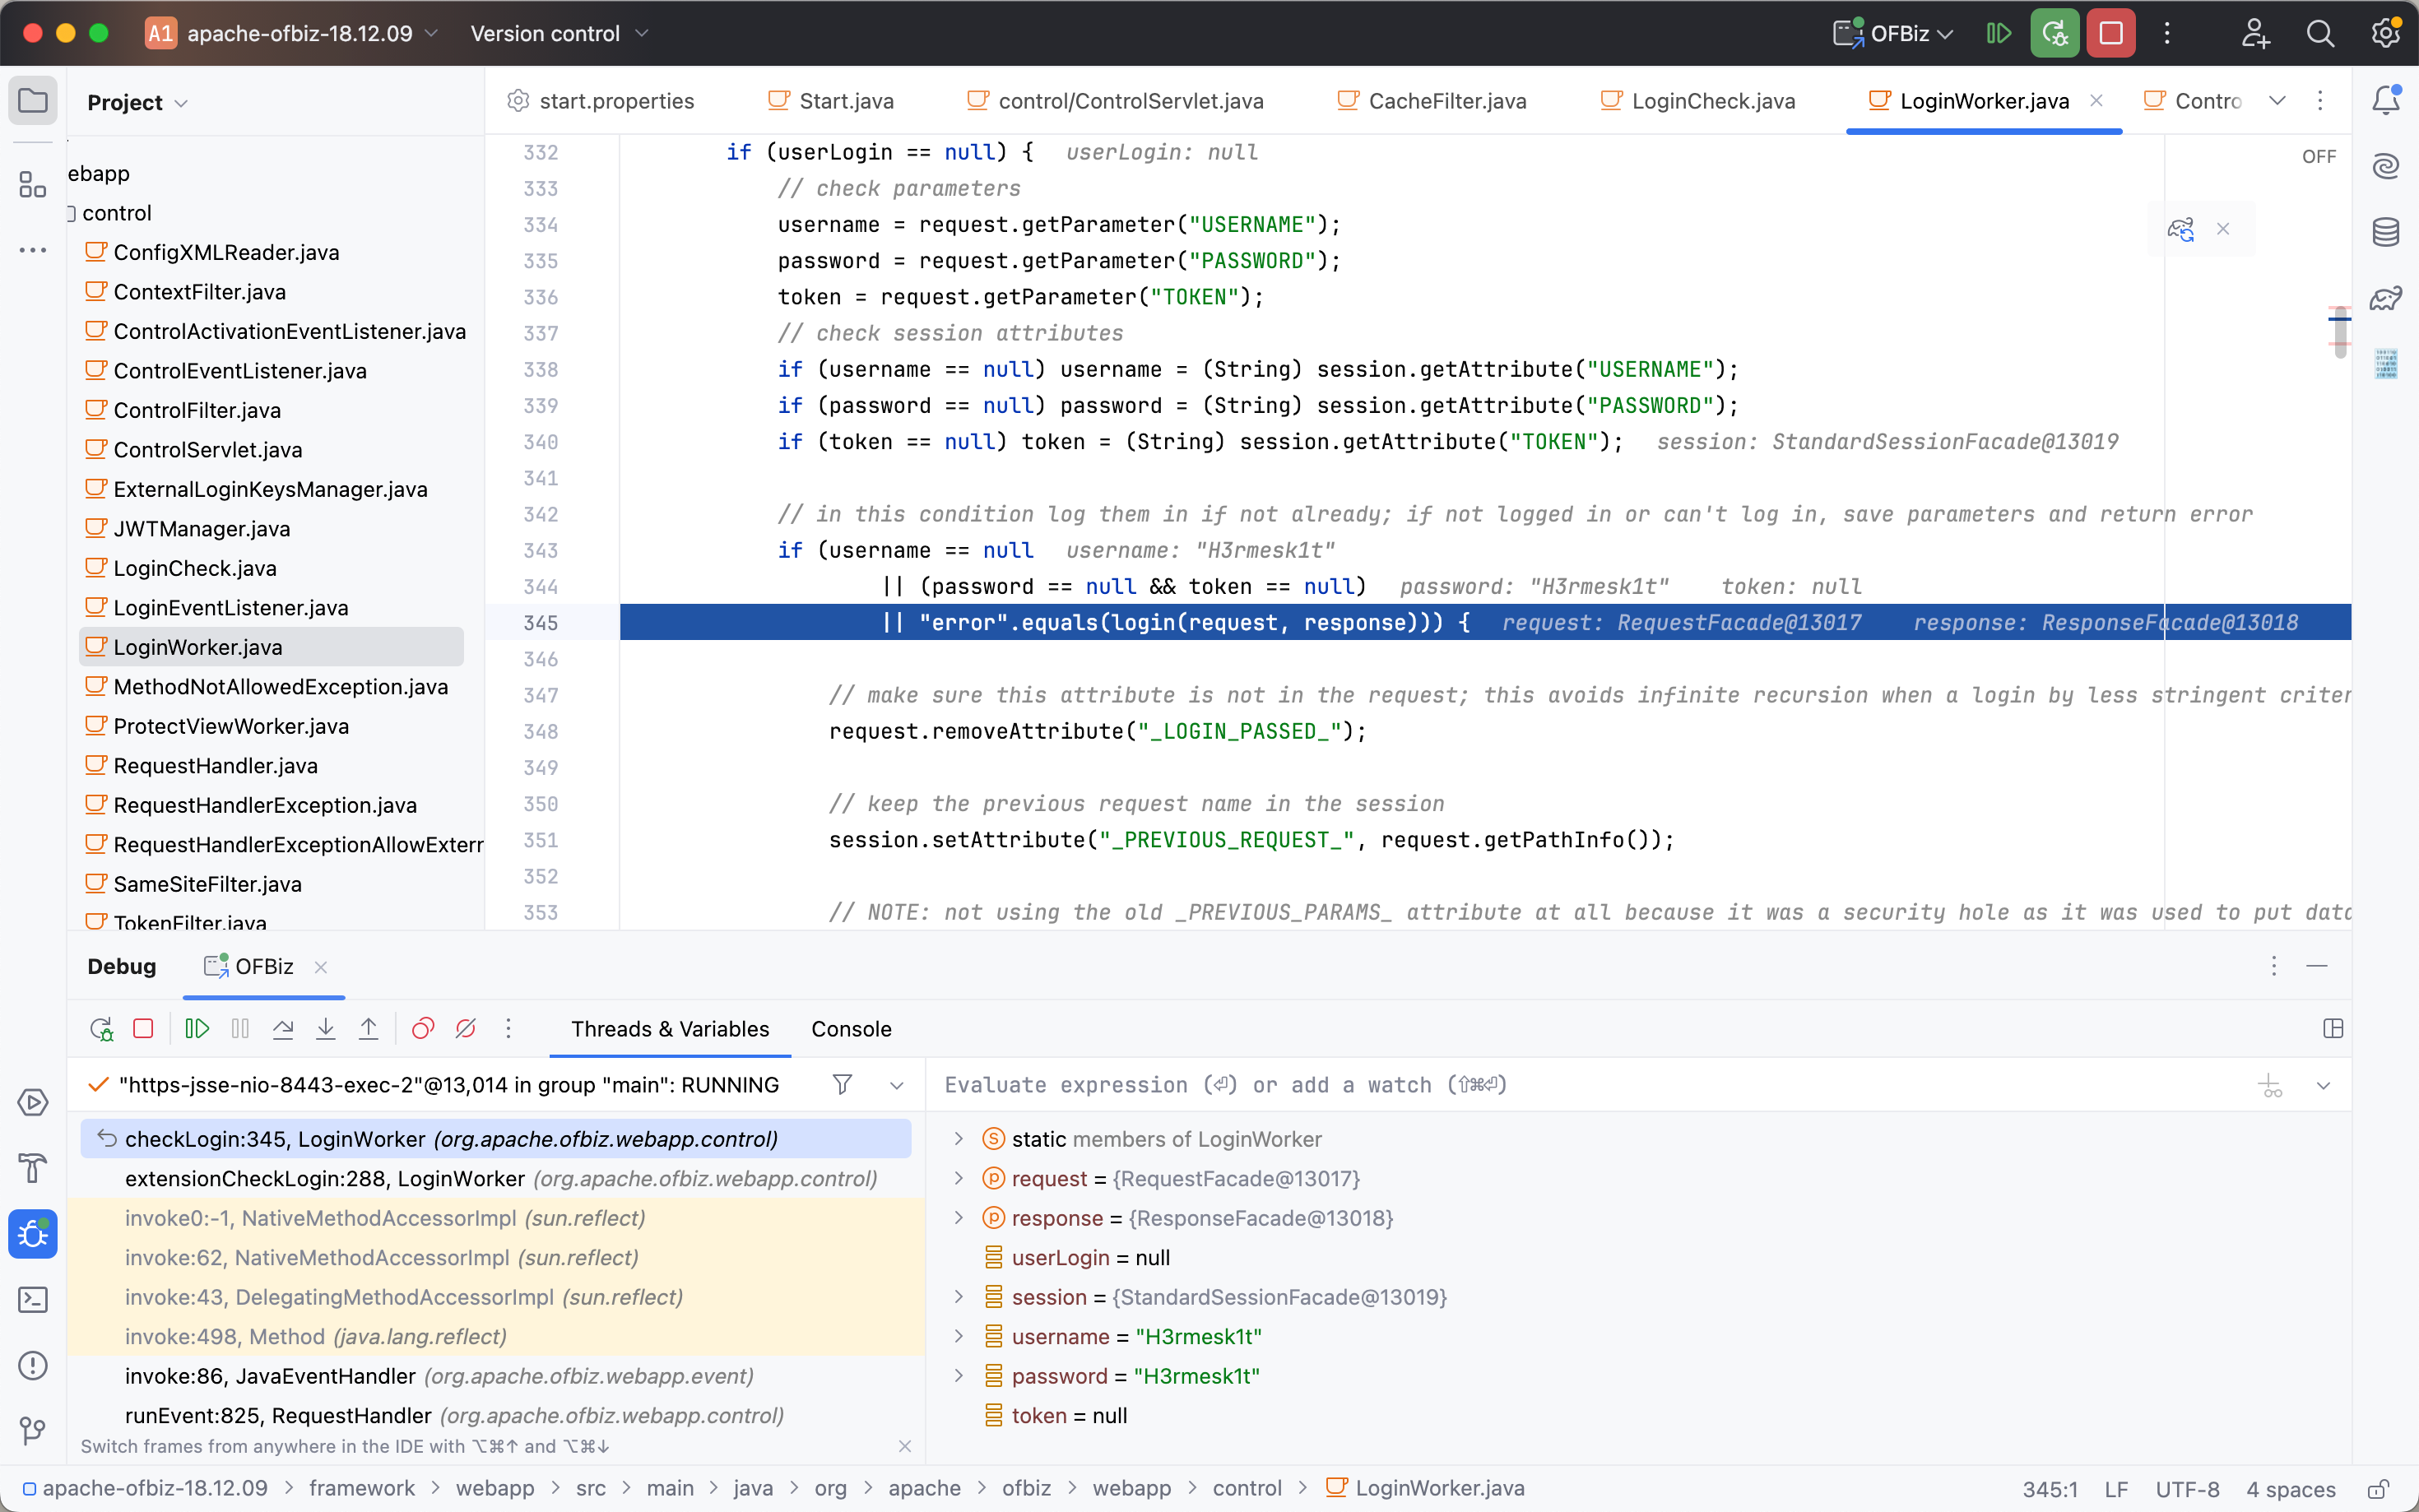 A1 apache-ofbiz-18.12.09 Version control OFBiz
Project
start.properties Start.java control/ControlServlet.java CacheFilter.java LoginCheck.java LoginWorker.java Contro
ebapp
control
ConfigXMLReader.java
ContextFilter.java
ControlActivationEventListener.java
ControlEventListener.java
ControlFilter.java
ControlServlet.java
ExternalLoginKeysManager.java
JWTManager.java
LoginCheck.java
LoginEventListener.java
LoginWorker.java
MethodNotAllowedException.java
ProtectViewWorker.java
RequestHandler.java
RequestHandlerException.java
RequestHandlerExceptionAllowExterr
SameSiteFilter.java
TokenFilter.java
OFF
332 if (userLogin == null) { userLogin: null
333 // check parameters
334 username = request.getParameter("USERNAME");
335 password = request.getParameter("PASSWORD");
336 token = request.getParameter("TOKEN");
337 // check session attributes
338 if (username == null) username = (String) session.getAttribute("USERNAME");
339 if (password == null) password = (String) session.getAttribute("PASSWORD");
340 if (token == null) token = (String) session.getAttribute("TOKEN"); session: StandardSessionFacade@13019
341
342 // in this condition log them in if not already; if not logged in or can't log in, save parameters and return error
343 if (username == null username: "H3rmesk1t"
344 || (password == null && token == null) password: "H3rmesk1t" token: null
345 || "error".equals(login(request, response))) { request: RequestFacade@13017 response: ResponseFacade@13018
346
347 // make sure this attribute is not in the request; this avoids infinite recursion when a login by less stringent criter
348 request.removeAttribute("_LOGIN_PASSED_");
349
350 // keep the previous request name in the session
351 session.setAttribute("_PREVIOUS_REQUEST_", request.getPathInfo());
352
353 // NOTE: not using the old _PREVIOUS_PARAMS_ attribute at all because it was a security hole as it was used to put data
Debug OFBiz
Threads & Variables Console
"https-jsse-nio-8443-exec-2"@13,014 in group "main": RUNNING
checkLogin:345, LoginWorker (org.apache.ofbiz.webapp.control)
extensionCheckLogin:288, LoginWorker (org.apache.ofbiz.webapp.control)
invoke0:-1, NativeMethodAccessorImpl (sun.reflect)
invoke:62, NativeMethodAccessorImpl (sun.reflect)
invoke:43, DelegatingMethodAccessorImpl (sun.reflect)
invoke:498, Method (java.lang.reflect)
invoke:86, JavaEventHandler (org.apache.ofbiz.webapp.event)
runEvent:825, RequestHandler (org.apache.ofbiz.webapp.control)
Switch frames from anywhere in the IDE with ⌥⌘↑ and ⌥⌘↓
Evaluate expression (⏎) or add a watch (⇧⌘⏎)
static members of LoginWorker
request = {RequestFacade@13017}
response = {ResponseFacade@13018}
userLogin = null
session = {StandardSessionFacade@13019}
username = "H3rmesk1t"
password = "H3rmesk1t"
token = null
apache-ofbiz-18.12.09 > framework > webapp > src > main > java > org > apache > ofbiz > webapp > control > LoginWorker.java 345:1 LF UTF-8 4 spaces